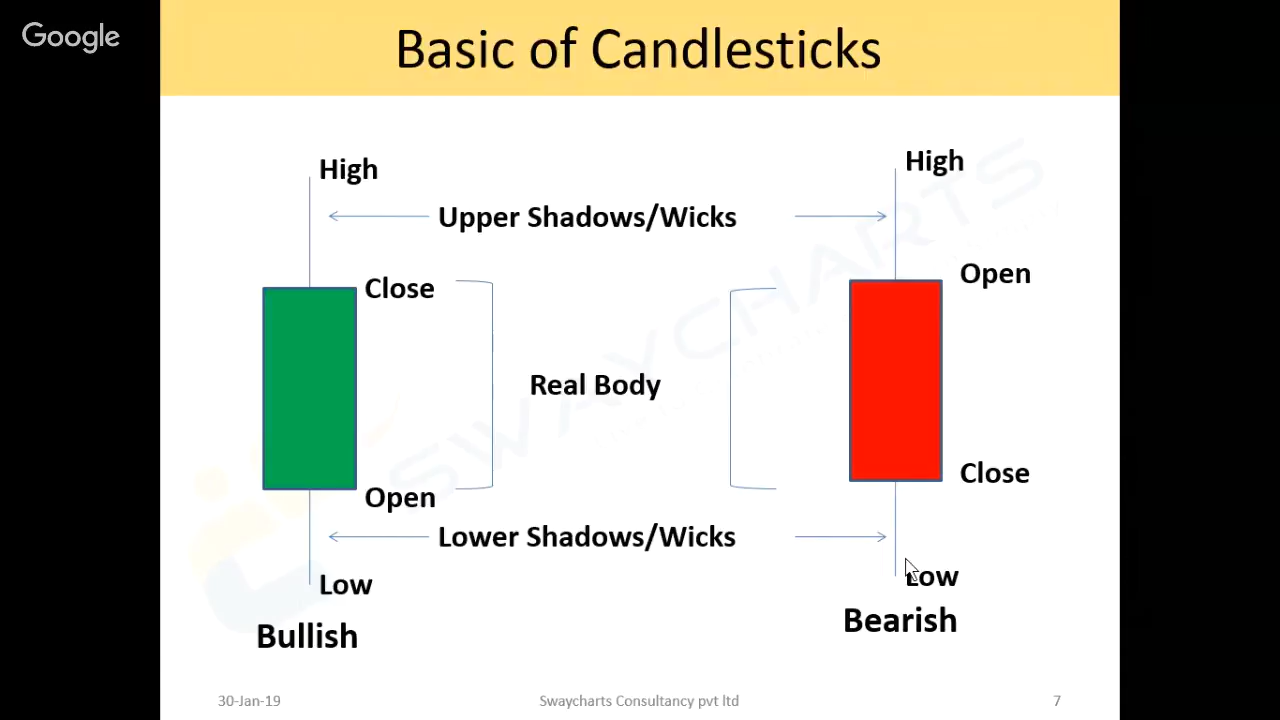 Google
Basic of Candlesticks
High
High
Upper Shadows/Wicks
Close
Open
Real Body
Open
Close
Lower Shadows/Wicks
Low
Low
Bullish
Bearish
SWAYCHARTS
30-Jan-19
Swaycharts Consultancy pvt ltd
7